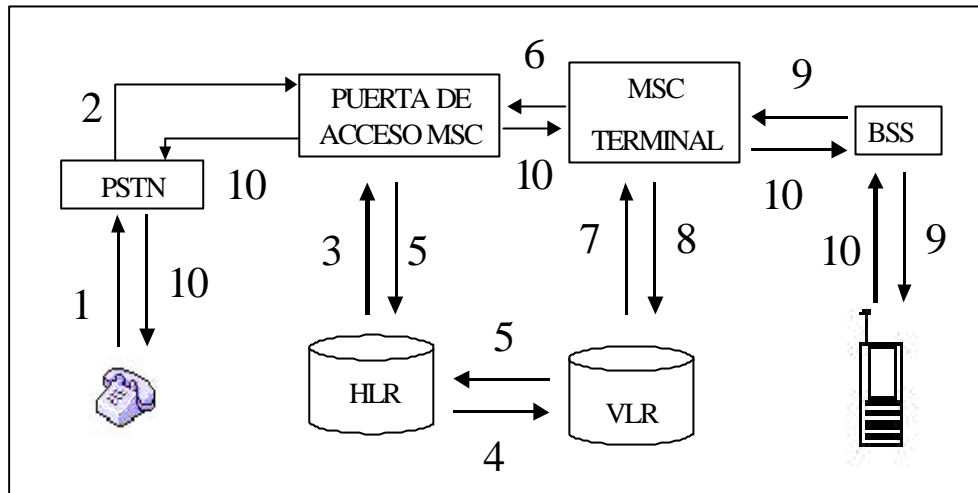 6
9
2
PUERTA DE
ACCESO MSC
MSC
TERMINAL
BSS
PSTN
10
10
10
1
10
3
5
7
8
10
9
5
HLR
VLR
4